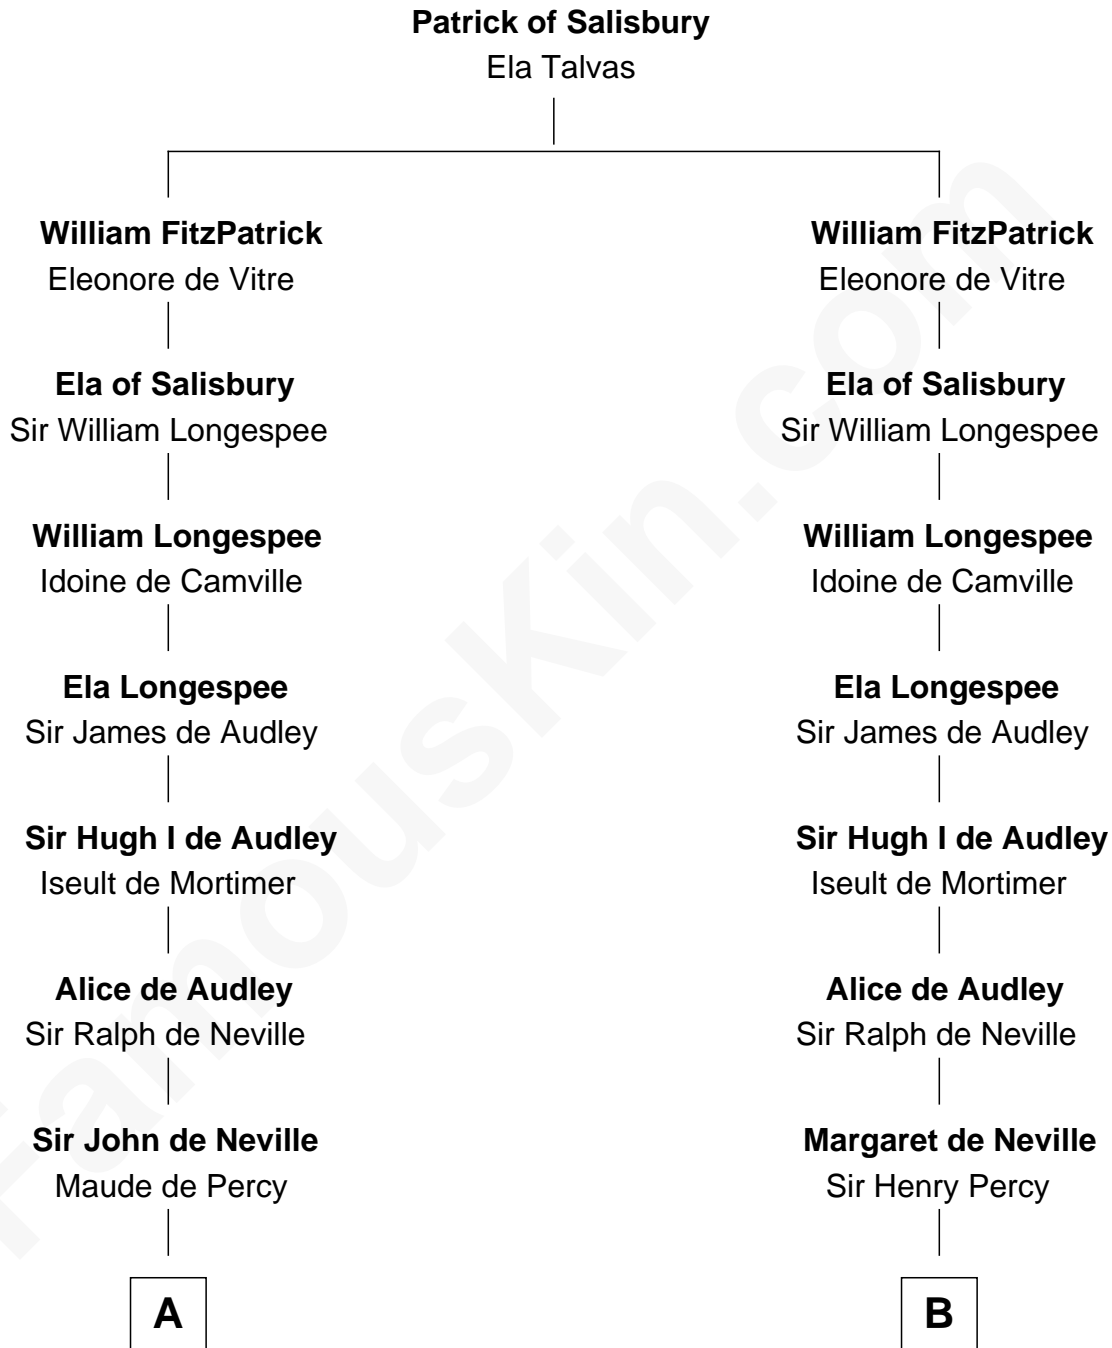 Patrick of Salisbury
Ela Talvas
William FitzPatrick
Eleonore de Vitre
Ela of Salisbury
Sir William Longespee
William Longespee
Idoine de Camville
Ela Longespee
Sir James de Audley
Sir Hugh I de Audley
Iseult de Mortimer
Alice de Audley
Sir Ralph de Neville
Sir John de Neville
Maude de Percy
A
William FitzPatrick
Eleonore de Vitre
Ela of Salisbury
Sir William Longespee
William Longespee
Idoine de Camville
Ela Longespee
Sir James de Audley
Sir Hugh I de Audley
Iseult de Mortimer
Alice de Audley
Sir Ralph de Neville
Margaret de Neville
Sir Henry Percy
B
FamousKin.com